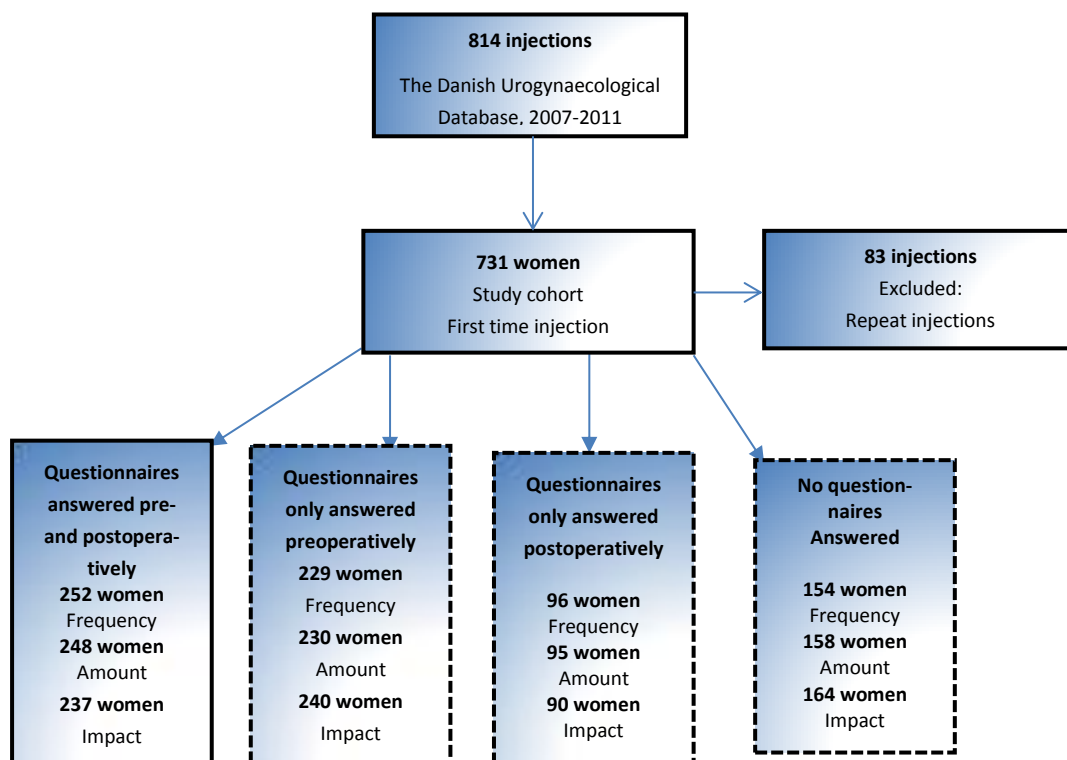 814 injections
The Danish Urogynaecological
Database, 2007-2011
731 women
Study cohort
First time injection
83 injections
Excluded:
Repeat injections
Questionnaires
answered pre-
and postopera-
tively
252 women
Frequency
248 women
Amount
237 women
Impact
Questionnaires
only answered
preoperatively
229 women
Frequency
230 women
Amount
240 women
Impact
Questionnaires
only answered
postoperatively
96 women
Frequency
95 women
Amount
90 women
Impact
No question-
naires
Answered
154 women
Frequency
158 women
Amount
164 women
Impact